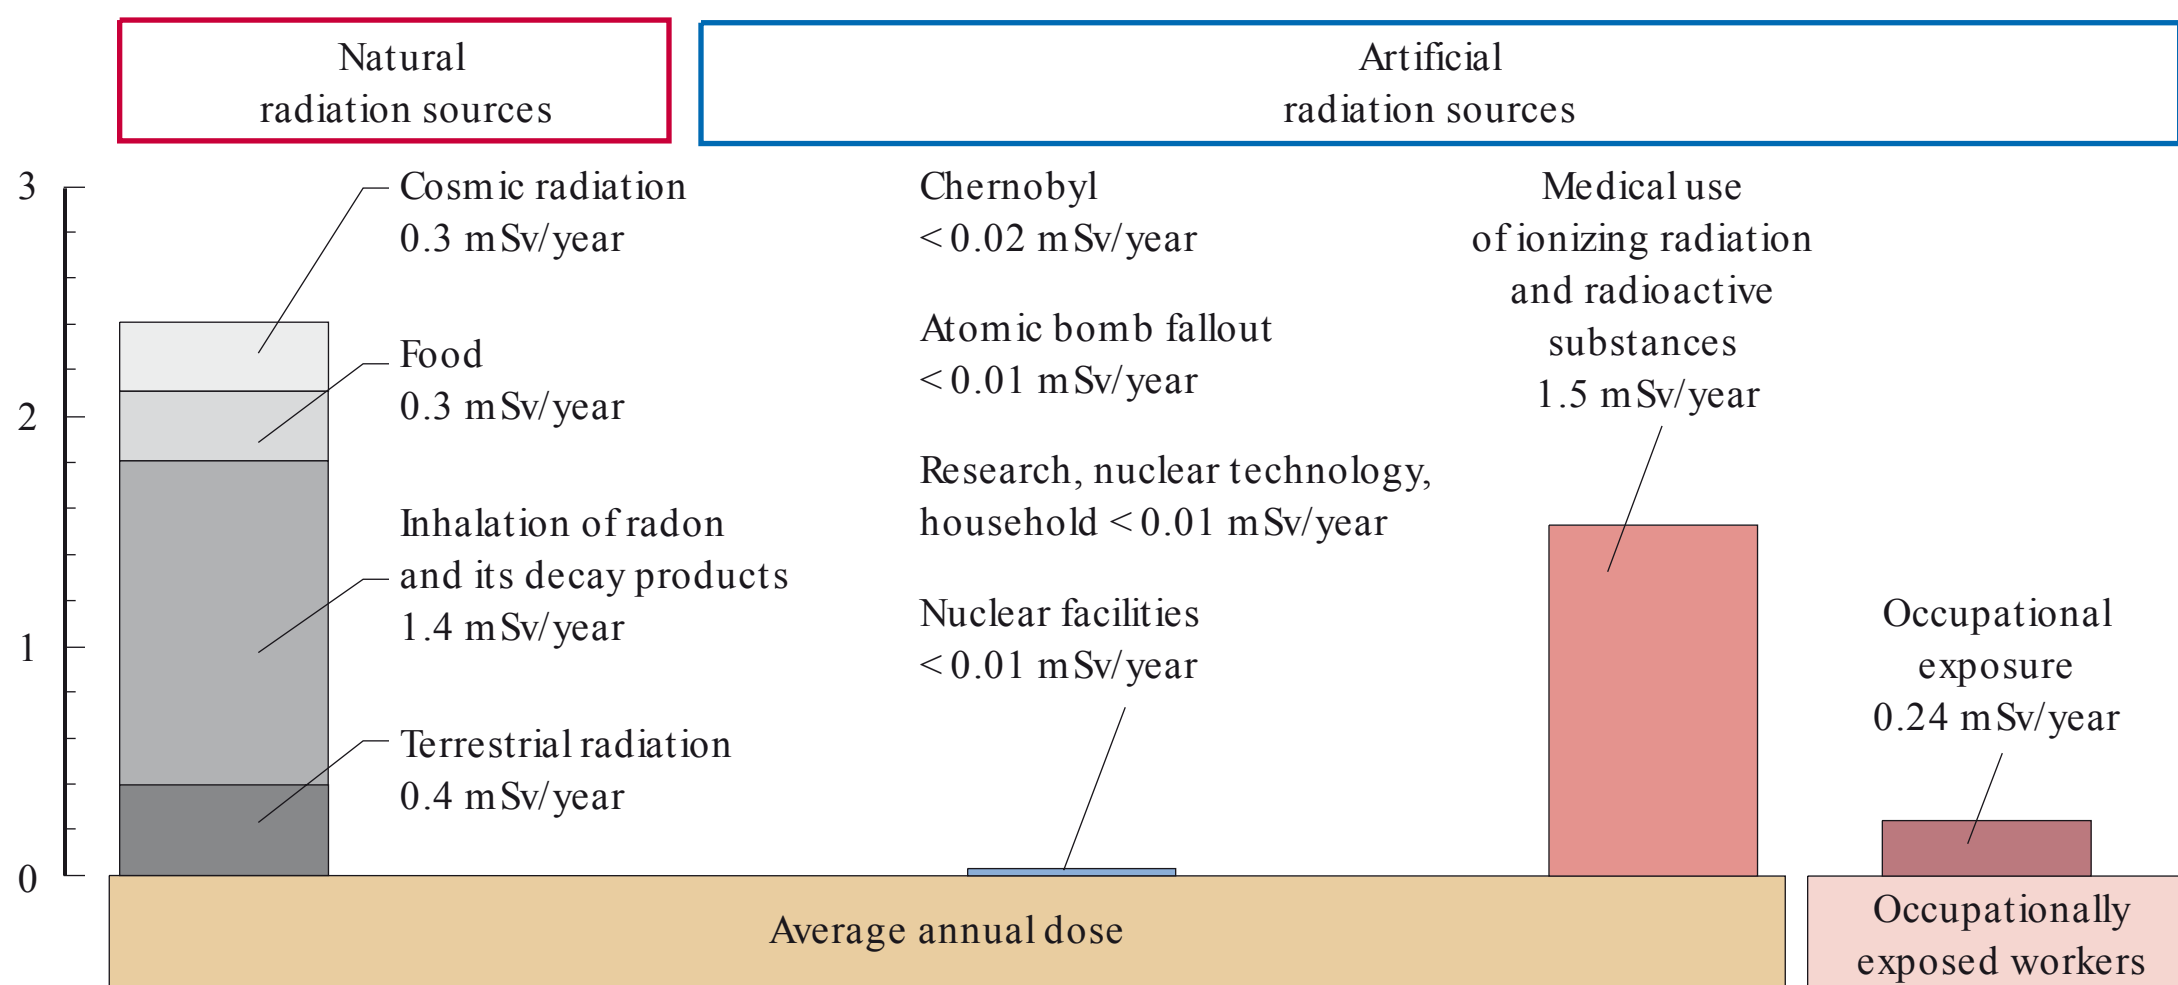 Natural
radiation sources
Artificial
radiation sources
3
2
1
0
Cosmic radiation
0.3 mSv/year
Food
0.3 mSv/year
Inhalation of radon
and its decay products
1.4 mSv/year
Terrestrial radiation
0.4 mSv/year
Chernobyl
<0.02 mSv/year
Atomic bomb fallout
<0.01 mSv/year
Research, nuclear technology,
household <0.01 mSv/year
Nuclear facilities
<0.01 mSv/year
Medical use
of ionizing radiation
and radioactive
substances
1.5 mSv/year
Occupational
exposure
0.24 mSv/year
Average annual dose
Occupationally
exposed workers